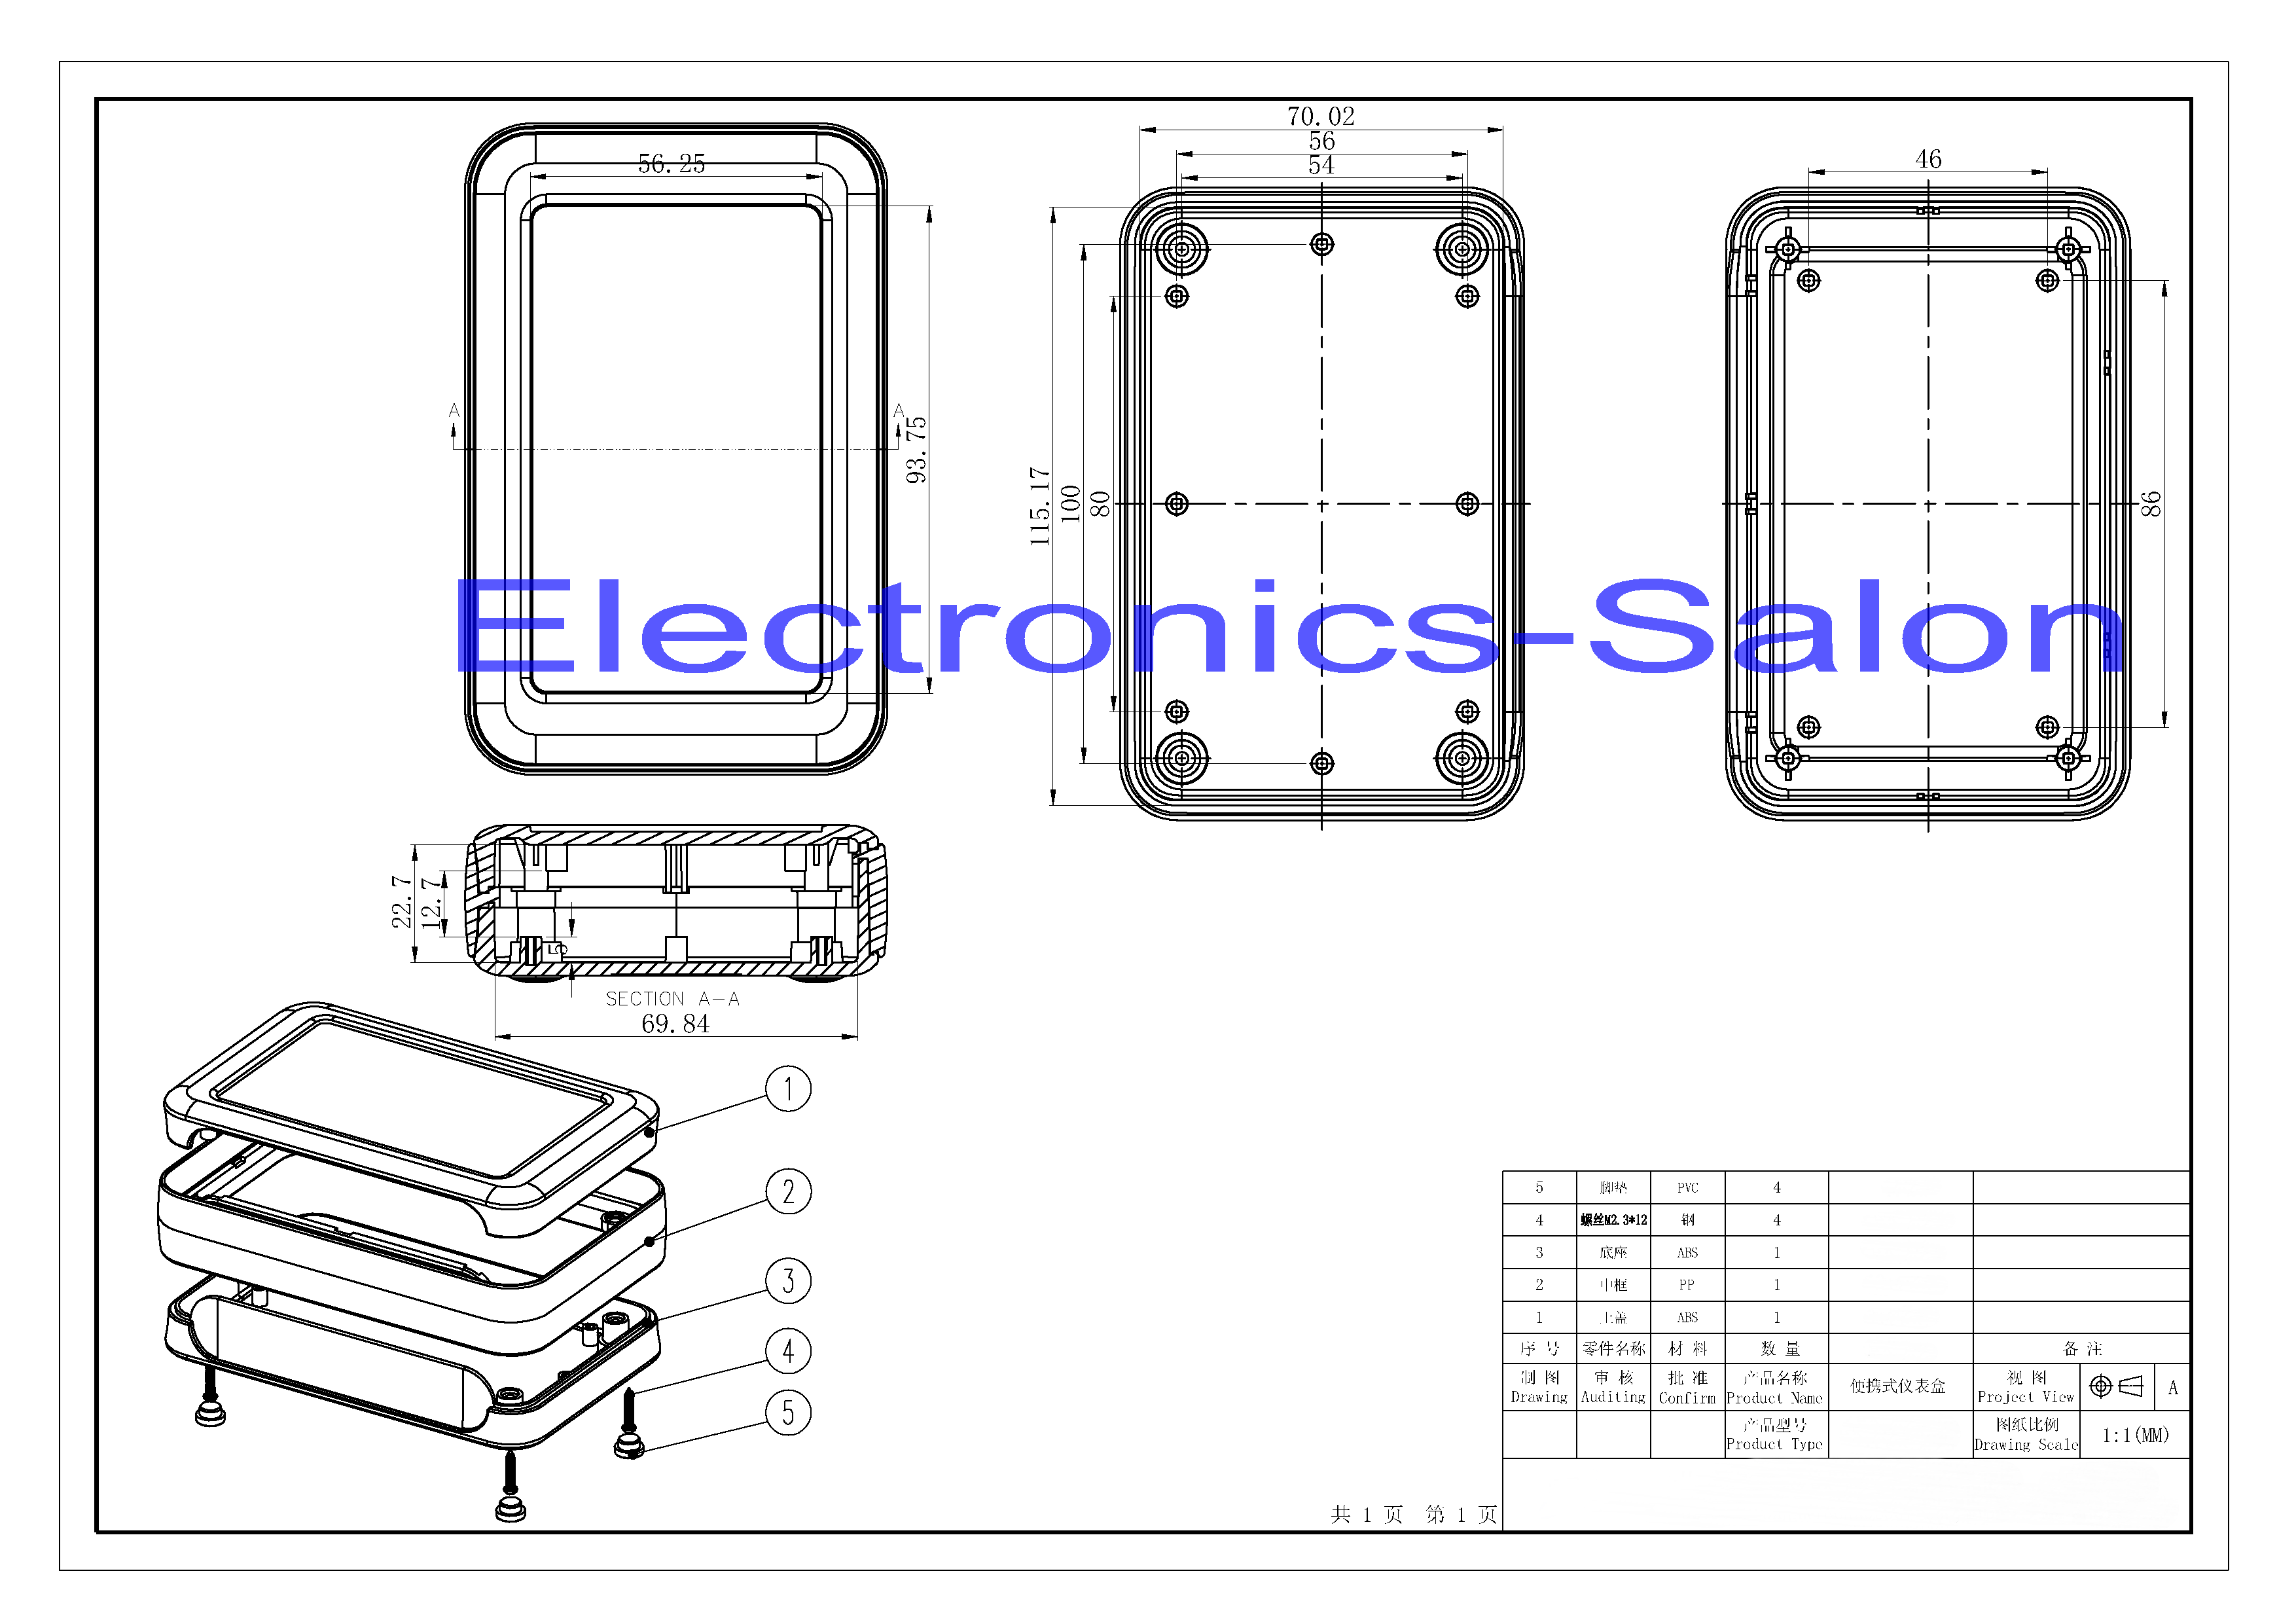 56.25
A A
93.75
70.02
56
54
115.17
100
80
46
86
Electronics-Salon
22.7
12.7
5
SECTION A-A
69.84
1
2
3
4
5
5 脚垫 PVC 4
4 螺丝M2.3*12 钢 4
3 底座 ABS 1
2 中框 PP 1
1 上盖 ABS 1
序 号 零件名称 材 料 数 量 备 注
制 图 审 核 批 准 产品名称 便携式仪表盒 视 图 A
Drawing Auditing Confirm Product Name Project View
产品型号 图纸比例 1:1(MM)
Product Type Drawing Scale
共 1 页 第 1 页